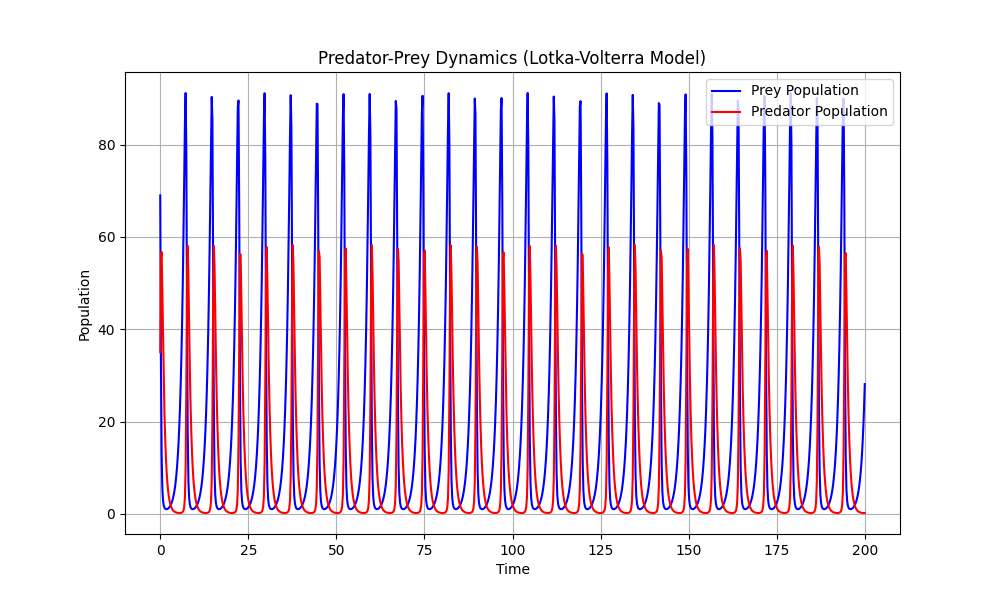 Predator-Prey Dynamics (Lotka-Volterra Model)
Prey Population
Predator Population
Population
80
60
40
20
0
0 25 50 75 100 125 150 175 200
Time